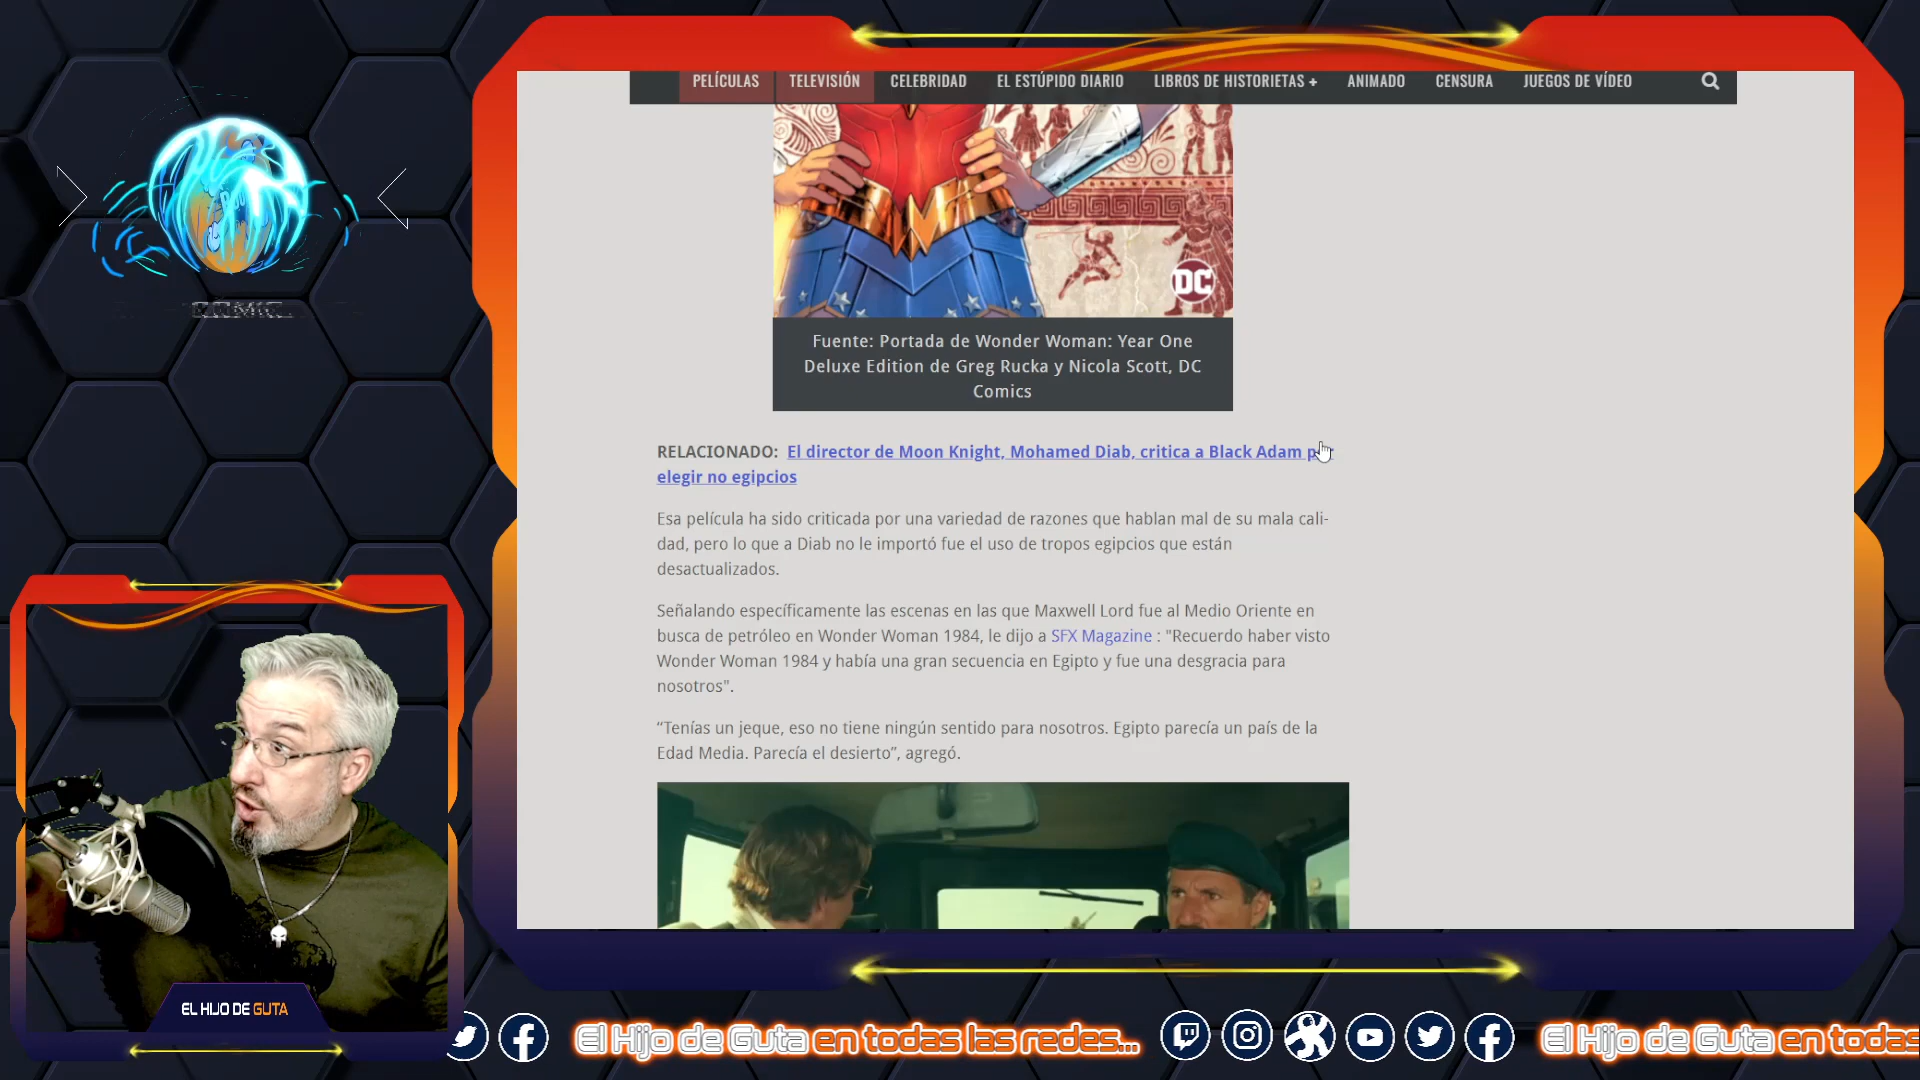 PELÍCULAS TELEVISIÓN CELEBRIDAD EL ESTÚPIDO DIARIO LIBROS DE HISTORIETAS + ANIMADO CENSURA JUEGOS DE VÍDEO
DC
Fuente: Portada de Wonder Woman: Year One
Deluxe Edition de Greg Rucka y Nicola Scott, DC
Comics
RELACIONADO: El director de Moon Knight, Mohamed Diab, critica a Black Adam
elegir no egipcios
Esa película ha sido criticada por una variedad de razones que hablan mal de su mala cali-
dad, pero lo que a Diab no le importó fue el uso de tropos egipcios que están
desactualizados.
Señalando específicamente las escenas en las que Maxwell Lord fue al Medio Oriente en
busca de petróleo en Wonder Woman 1984, le dijo a SFX Magazine : "Recuerdo haber visto
Wonder Woman 1984 y había una gran secuencia en Egipto y fue una desgracia para
nosotros".
“Tenías un jeque, eso no tiene ningún sentido para nosotros. Egipto parecía un país de la
Edad Media. Parecía el desierto”, agregó.
EL HIJO DE GUTA
El Hijo de Guta en todas las redes... El Hijo de Guta en todas